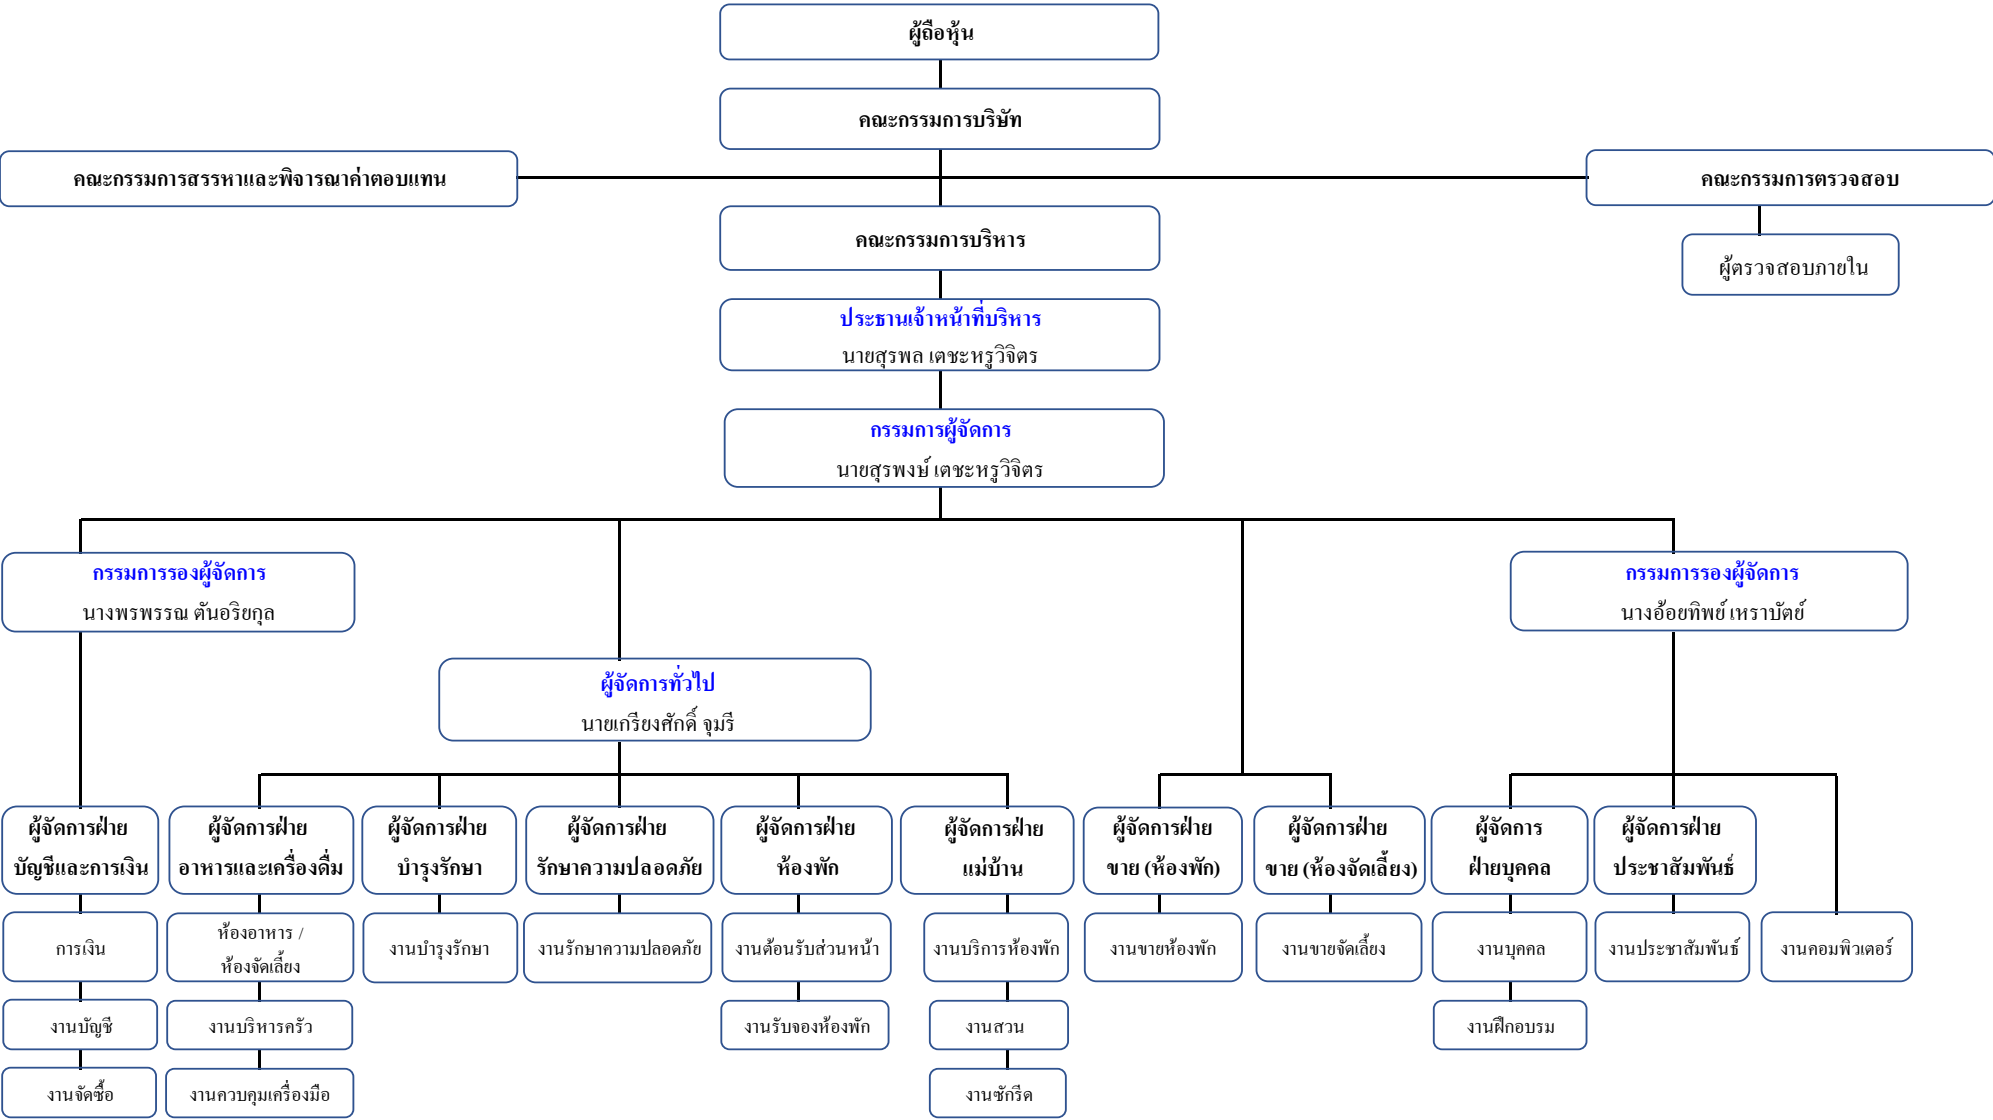 ผู้ถือหุ้น
คณะกรรมการบริษัท
คณะกรรมการสรรหาและพิจารณาค่าตอบแทน
คณะกรรมการตรวจสอบ
คณะกรรมการบริหาร
ผู้ตรวจสอบภายใน
ประธานเจ้าหน้าที่บริหาร
นายสุรพล เตชะหรูวิจิตร
กรรมการผู้จัดการ
นายสุรพงษ์ เตชะหรูวิจิตร
กรรมการรองผู้จัดการ
นางพรพรรณ ตันอริยกุล
กรรมการรองผู้จัดการ
นางอ้อยทิพย์ เหราบัตย์
ผู้จัดการทั่วไป
นายเกรียงศักดิ์ จุมรี
ผู้จัดการฝ่าย
บัญชีและการเงิน
ผู้จัดการฝ่าย
อาหารและเครื่องดื่ม
ผู้จัดการฝ่าย
บำรุงรักษา
ผู้จัดการฝ่าย
รักษาความปลอดภัย
ผู้จัดการฝ่าย
ห้องพัก
ผู้จัดการฝ่าย
แม่บ้าน
ผู้จัดการฝ่าย
ขาย (ห้องพัก)
ผู้จัดการฝ่าย
ขาย (ห้องจัดเลี้ยง)
ผู้จัดการ
ฝ่ายบุคคล
ผู้จัดการฝ่าย
ประชาสัมพันธ์
การเงิน
ห้องอาหาร /
ห้องจัดเลี้ยง
งานบำรุงรักษา
งานรักษาความปลอดภัย
งานต้อนรับส่วนหน้า
งานบริการห้องพัก
งานขายห้องพัก
งานขายจัดเลี้ยง
งานบุคคล
งานประชาสัมพันธ์
งานคอมพิวเตอร์
งานบัญชี
งานบริหารครัว
งานรับจองห้องพัก
งานสวน
งานฝึกอบรม
งานจัดซื้อ
งานควบคุมเครื่องมือ
งานซักรีด